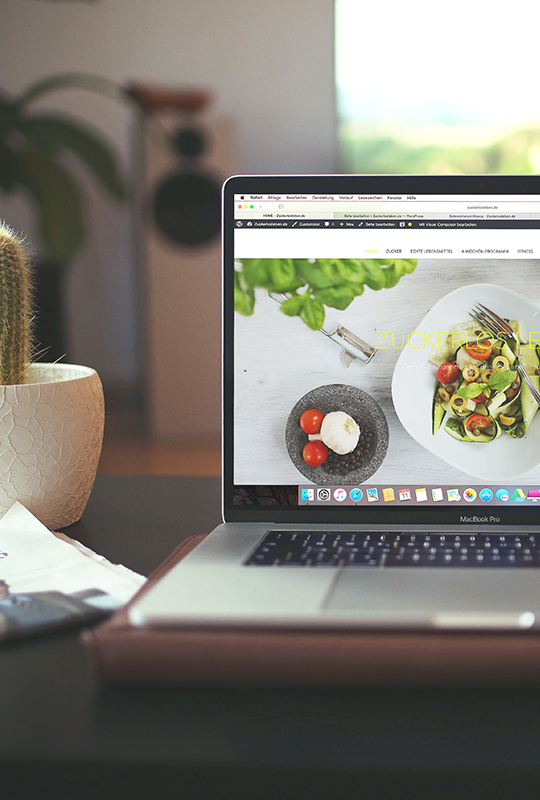 Safari Ablage Bearbeiten Darstellung Verlauf Lesezeichen Fenster Hilfe
zuckerlosleben.de
HOME - Zuckerlosleben.de Seite bearbeiten ‹ Zuckerlosleben.de — WordPress Datenschutzerklärung - Zuckerlosleben.de
Zuckerlosleben.de Customizer 0 + Neu Seite bearbeiten Mit Visual Composer bearbeiten
HOME ZUCKER ECHTE LEBENSMITTEL 4-WOCHEN-PROGRAMM FITNESS
ZUCKERLOS LE
MacBook Pro